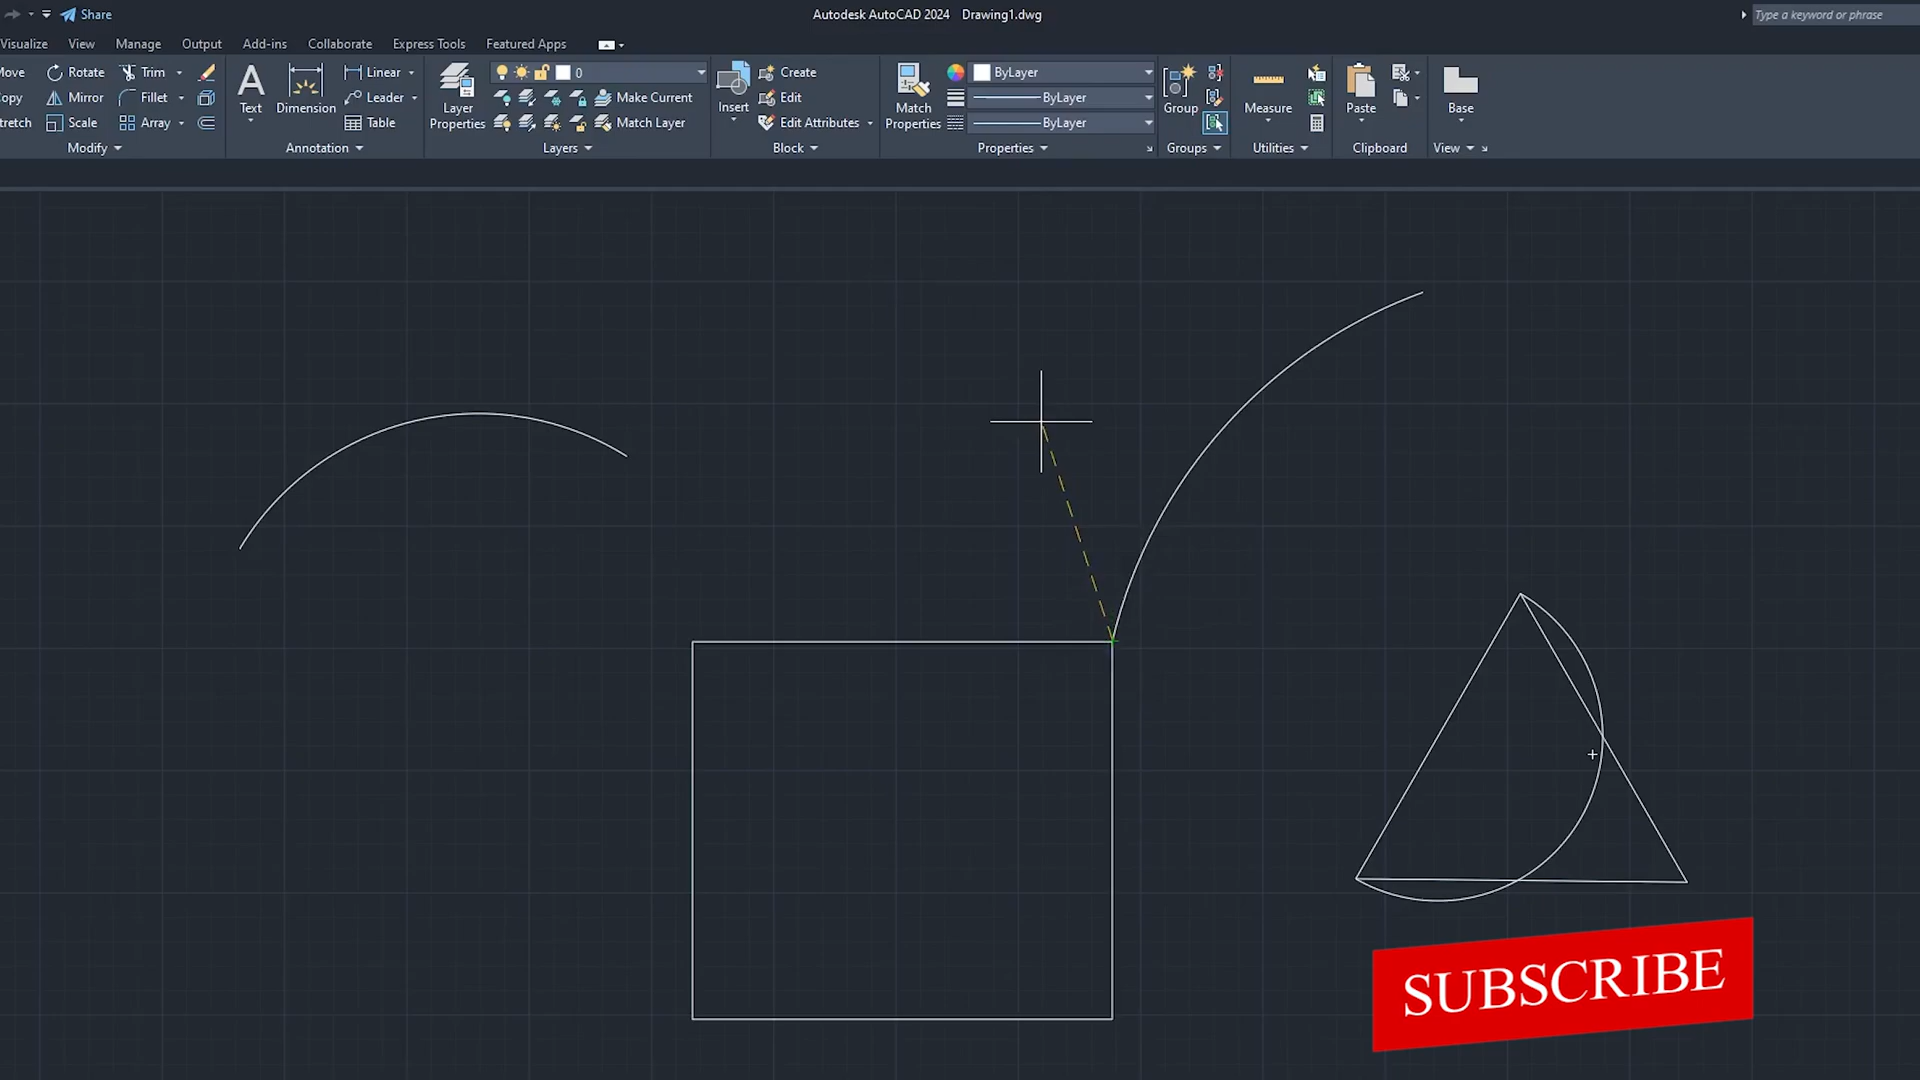 Share
Autodesk AutoCAD 2024 Drawing1.dwg
Type a keyword or phrase
Visualize View Manage Output Add-ins Collaborate Express Tools Featured Apps
Move Rotate Trim
Copy Mirror Fillet
Stretch Scale Array
Modify
Text Dimension
Linear
Leader
Table
Annotation
Layer Properties
0
Make Current
Match Layer
Layers
Insert
Create
Edit
Edit Attributes
Block
Match Properties
ByLayer
ByLayer
ByLayer
Properties
Group
Groups
Measure
Utilities
Paste
Clipboard
Base
View
SUBSCRIBE